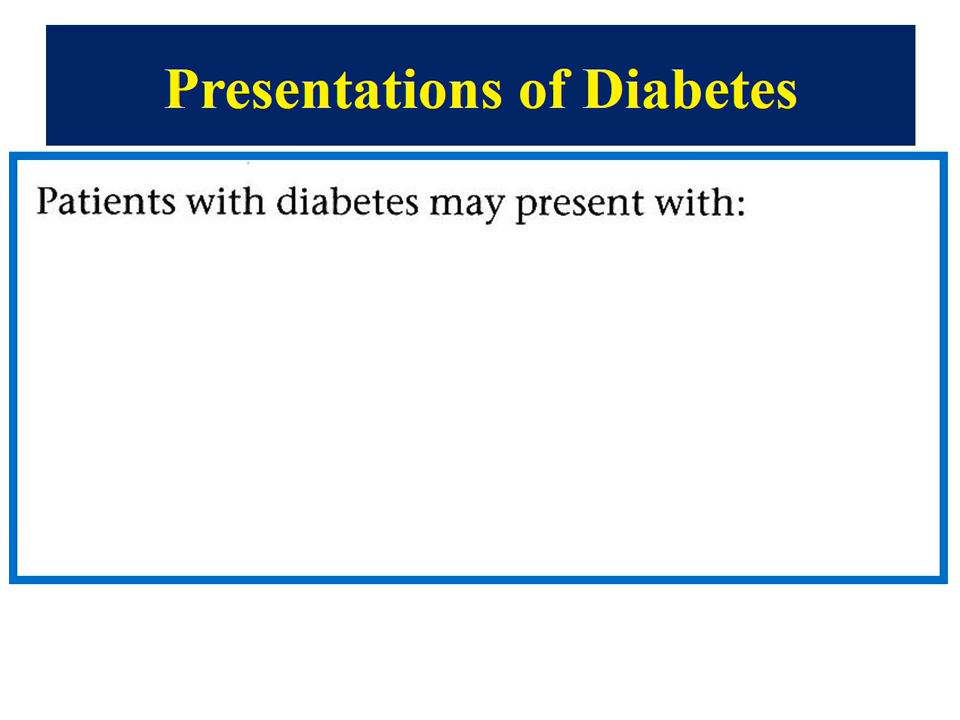 Presentations of Diabetes
Patients with diabetes may present with: